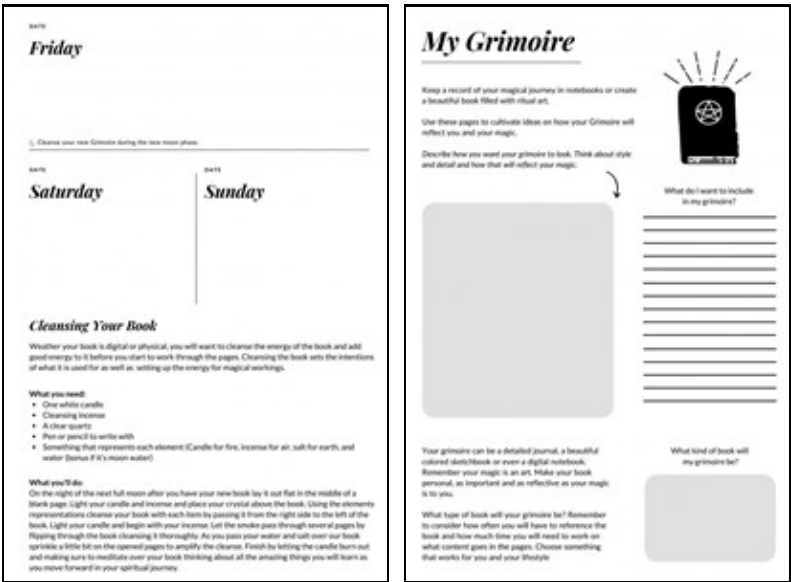 DATE
Friday
Cleanse your new Grimoire during the new moon phase.
DATE
Saturday
DATE
Sunday
Cleansing Your Book
Weather your book is digital or physical, you will want to cleanse the energy of the book and add
good energy to it before you start to work through the pages. Cleansing the book sets the intentions
of what it is used for as well as setting up the energy for magical workings.
What you need:
• One white candle
• Cleansing incense
• A clear quartz
• Pen or pencil to write with
• Something that represents each element (Candle for fire, incense for air, salt for earth, and
water (bonus if it's moon water)
What you'll do:
On the night of the next full moon after you have your new book lay it out flat in the middle of a
blank page. Light your candle and incense and place your crystal above the book. Using the elements
representations cleanse your book with each item by passing it from the right side to the left of the
book. Light your candle and begin with your incense. Let the smoke pass through several pages by
flipping through the book cleansing it thoroughly. As you pass your water and salt over our book
sprinkle a little bit on the opened pages to amplify the cleanse. Finish by letting the candle burn out
and making sure to meditate over your book thinking about all the amazing things you will learn as
you move forward in your spiritual journey.
My Grimoire
Keep a record of your magical journey in notebooks or create
a beautiful book filled with ritual art.
Use these pages to cultivate ideas on how your Grimoire will
reflect you and your magic.
Describe how you want your grimoire to look. Think about style
and detail and how that will reflect your magic.
What do I want to include
in my grimoire?
Your grimoire can be a detailed journal, a beautiful
colored sketchbook or even a digital notebook.
Remember your magic is an art. Make your book
personal, as important and as reflective as your magic
is to you.
What type of book will your grimoire be? Remember
to consider how often you will have to reference the
book and how much time you will need to work on
what content goes in the pages. Choose something
that works for you and your lifestyle
What kind of book will
my grimoire be?